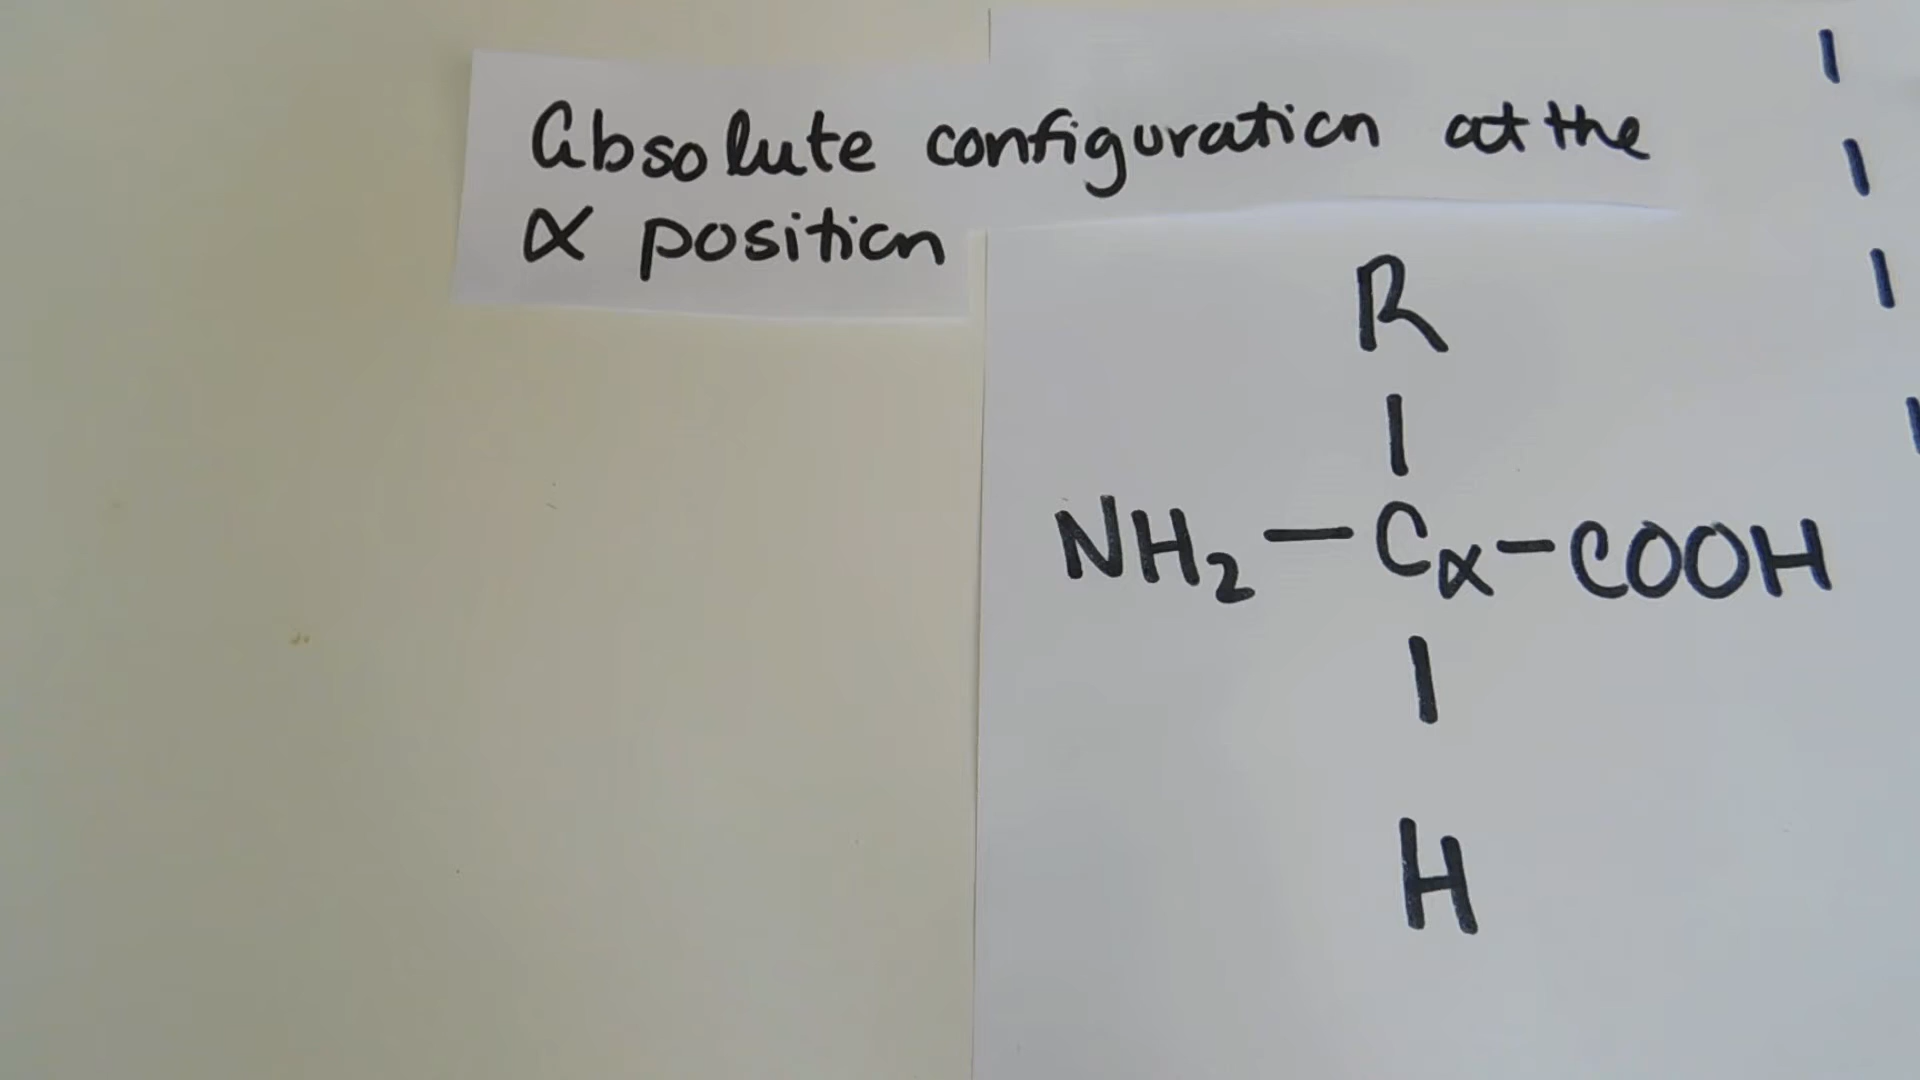 Absolute configuration at the
α position
R
|
NH₂ — Cα - COOH
|
H